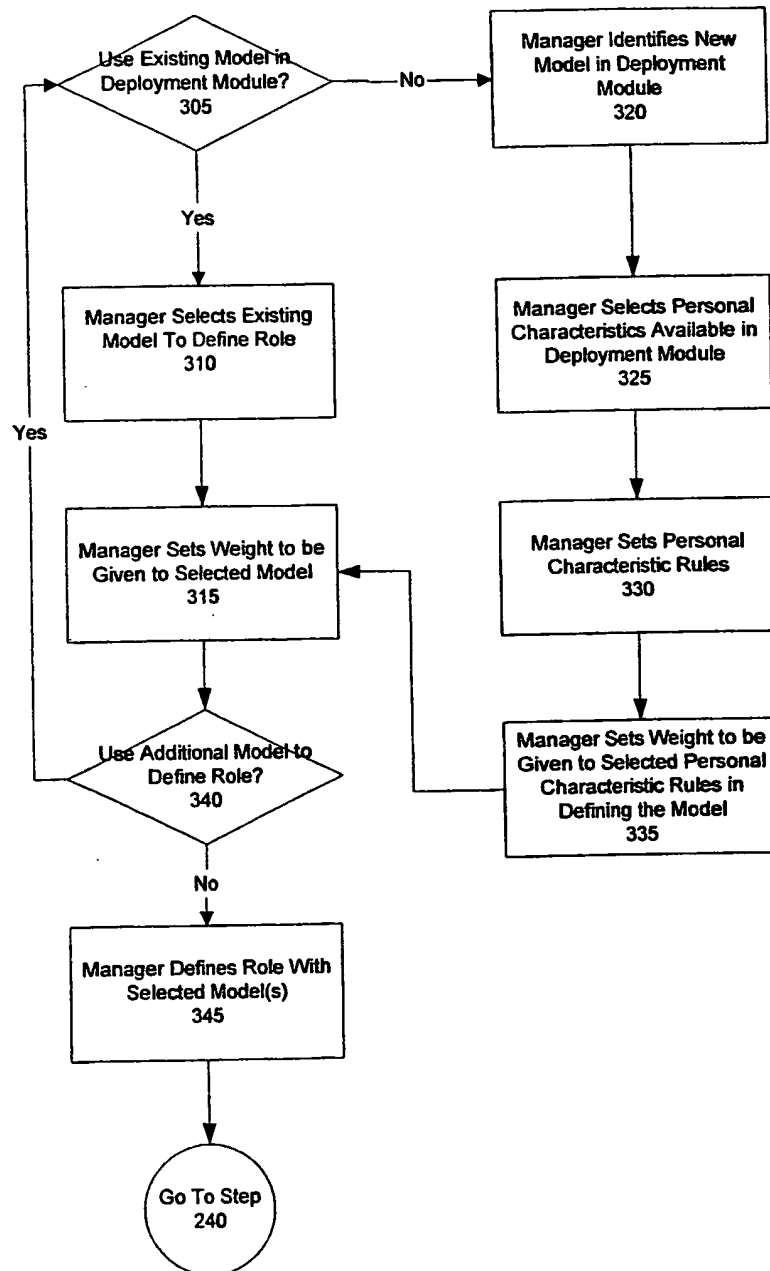 Use Existing Model in
Deployment Module?
305
No
Manager Identifies New
Model in Deployment
Module
320
Yes
Manager Selects Existing
Model To Define Role
310
Manager Selects Personal
Characteristics Available in
Deployment Module
325
Yes
Manager Sets Weight to be
Given to Selected Model
315
Manager Sets Personal
Characteristic Rules
330
Use Additional Model to
Define Role?
340
Manager Sets Weight to be
Given to Selected Personal
Characteristic Rules in
Defining the Model
335
No
Manager Defines Role With
Selected Model(s)
345
Go To Step
240